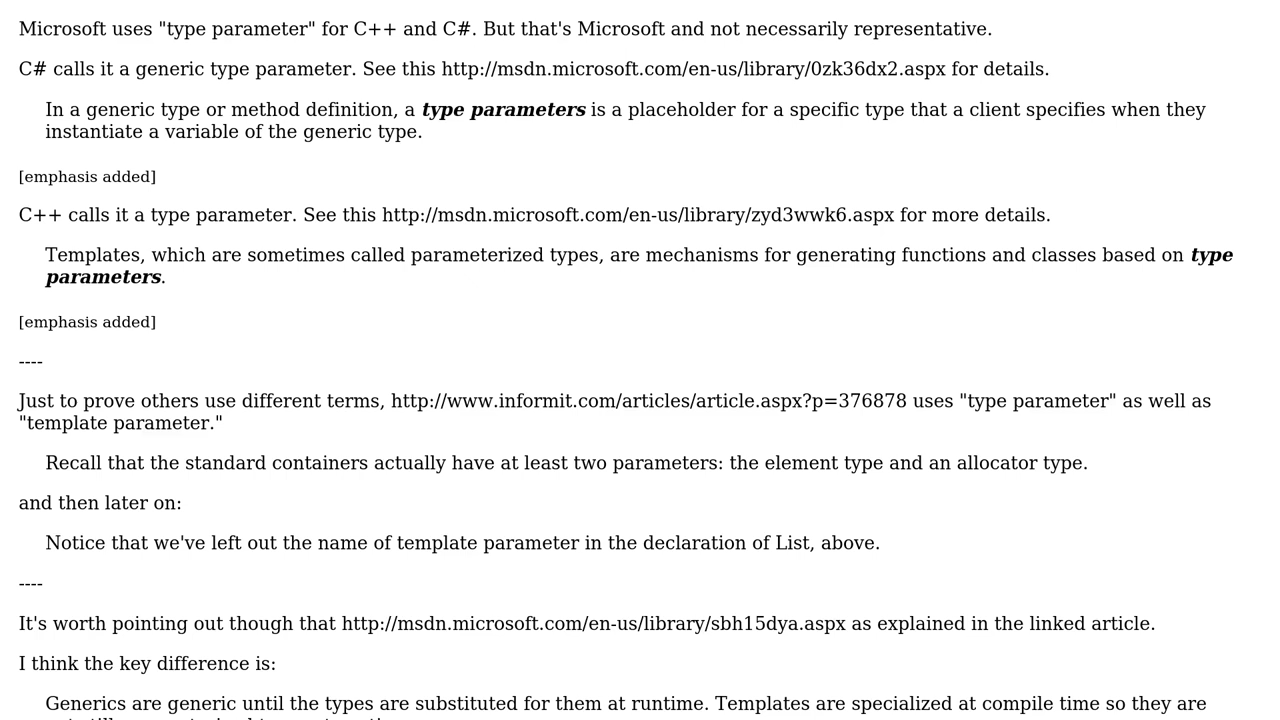 Microsoft uses "type parameter" for C++ and C#. But that's Microsoft and not necessarily representative.
C# calls it a generic type parameter. See this http://msdn.microsoft.com/en-us/library/0zk36dx2.aspx for details.
In a generic type or method definition, a type parameters is a placeholder for a specific type that a client specifies when they
instantiate a variable of the generic type.
[emphasis added]
C++ calls it a type parameter. See this http://msdn.microsoft.com/en-us/library/zyd3wwk6.aspx for more details.
Templates, which are sometimes called parameterized types, are mechanisms for generating functions and classes based on type
parameters.
[emphasis added]
----
Just to prove others use different terms, http://www.informit.com/articles/article.aspx?p=376878 uses "type parameter" as well as
"template parameter."
Recall that the standard containers actually have at least two parameters: the element type and an allocator type.
and then later on:
Notice that we've left out the name of template parameter in the declaration of List, above.
----
It's worth pointing out though that http://msdn.microsoft.com/en-us/library/sbh15dya.aspx as explained in the linked article.
I think the key difference is:
Generics are generic until the types are substituted for them at runtime. Templates are specialized at compile time so they are